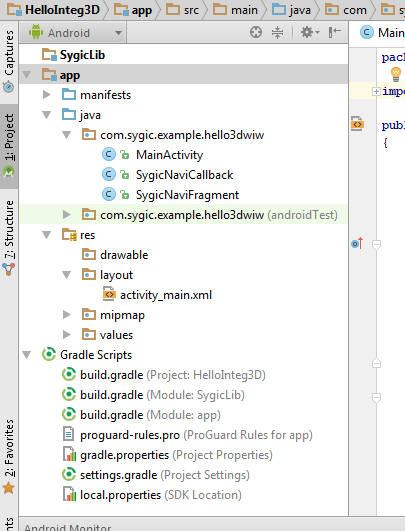 HelloInteg3D app src main java com sy
Android
Main
SygicLib
app
manifests
java
com.sygic.example.hello3dwiw
MainActivity
SygicNaviCallback
SygicNaviFragment
com.sygic.example.hello3dwiw (androidTest)
res
drawable
layout
activity_main.xml
mipmap
values
Gradle Scripts
build.gradle (Project: HelloInteg3D)
build.gradle (Module: SygicLib)
build.gradle (Module: app)
proguard-rules.pro (ProGuard Rules for app)
gradle.properties (Project Properties)
settings.gradle (Project Settings)
local.properties (SDK Location)
Android Monitor
Captures
1: Project
7: Structure
2: Favorites
nts
pac
impo
publ
{